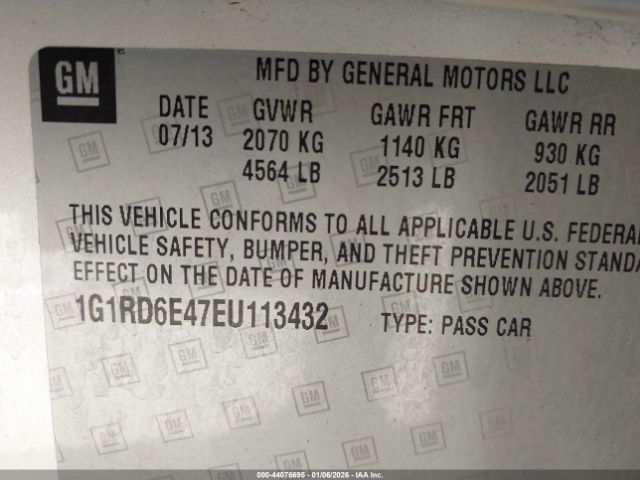 GM
MFD BY GENERAL MOTORS LLC
DATE GVWR GAWR FRT GAWR RR
07/13 2070 KG 1140 KG 930 KG
4564 LB 2513 LB 2051 LB
THIS VEHICLE CONFORMS TO ALL APPLICABLE U.S. FEDERAL
VEHICLE SAFETY, BUMPER, AND THEFT PREVENTION STANDA
EFFECT ON THE DATE OF MANUFACTURE SHOWN ABOVE.
1G1RD6E47EU113432 TYPE: PASS CAR
000-44076695 - 01/06/2026 - IAA Inc.